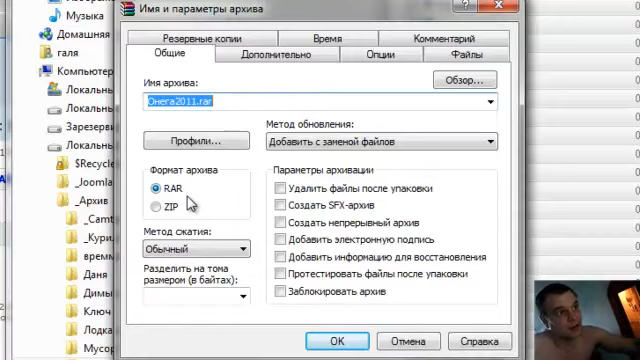 Имя и параметры архива
Музыка
Домашняя
галя
Компьютер
Локальны
Локальны
Зарезерв
Локальны
$Recycle
_Joomla
_Архив
_Camt
_Кури
времм
Даня
Димы
Ключ
Лодка
Мусор
Резервные копии
Время
Комментарий
Общие
Дополнительно
Опции
Файлы
Имя архива:
Обзор...
Онега2011.rar
Профили...
Метод обновления:
Добавить с заменой файлов
Формат архива
RAR
ZIP
Метод сжатия:
Обычный
Разделить на тома
размером (в байтах):
Параметры архивации
Удалить файлы после упаковки
Создать SFX-архив
Создать непрерывный архив
Добавить электронную подпись
Добавить информацию для восстановления
Протестировать файлы после упаковки
Заблокировать архив
OK
Отмена
Справка